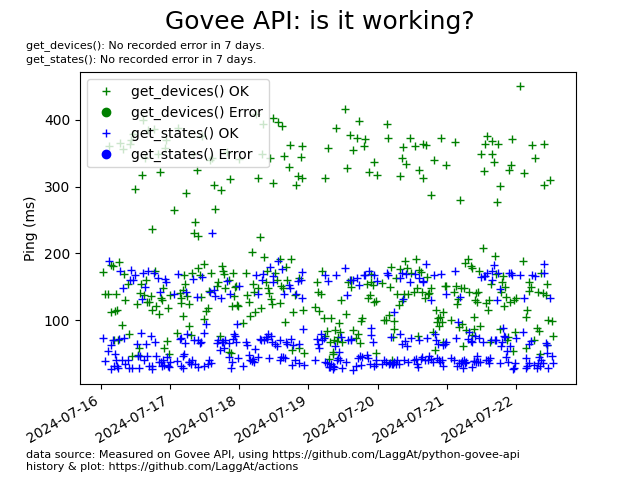 Govee API: is it working?
get_devices(): No recorded error in 7 days.
get_states(): No recorded error in 7 days.
get_devices() OK
get_devices() Error
get_states() OK
get_states() Error
Ping (ms)
400
300
200
100
2024-07-16
2024-07-17
2024-07-18
2024-07-19
2024-07-20
2024-07-21
2024-07-22
data source: Measured on Govee API, using https://github.com/LaggAt/python-govee-api
history & plot: https://github.com/LaggAt/actions